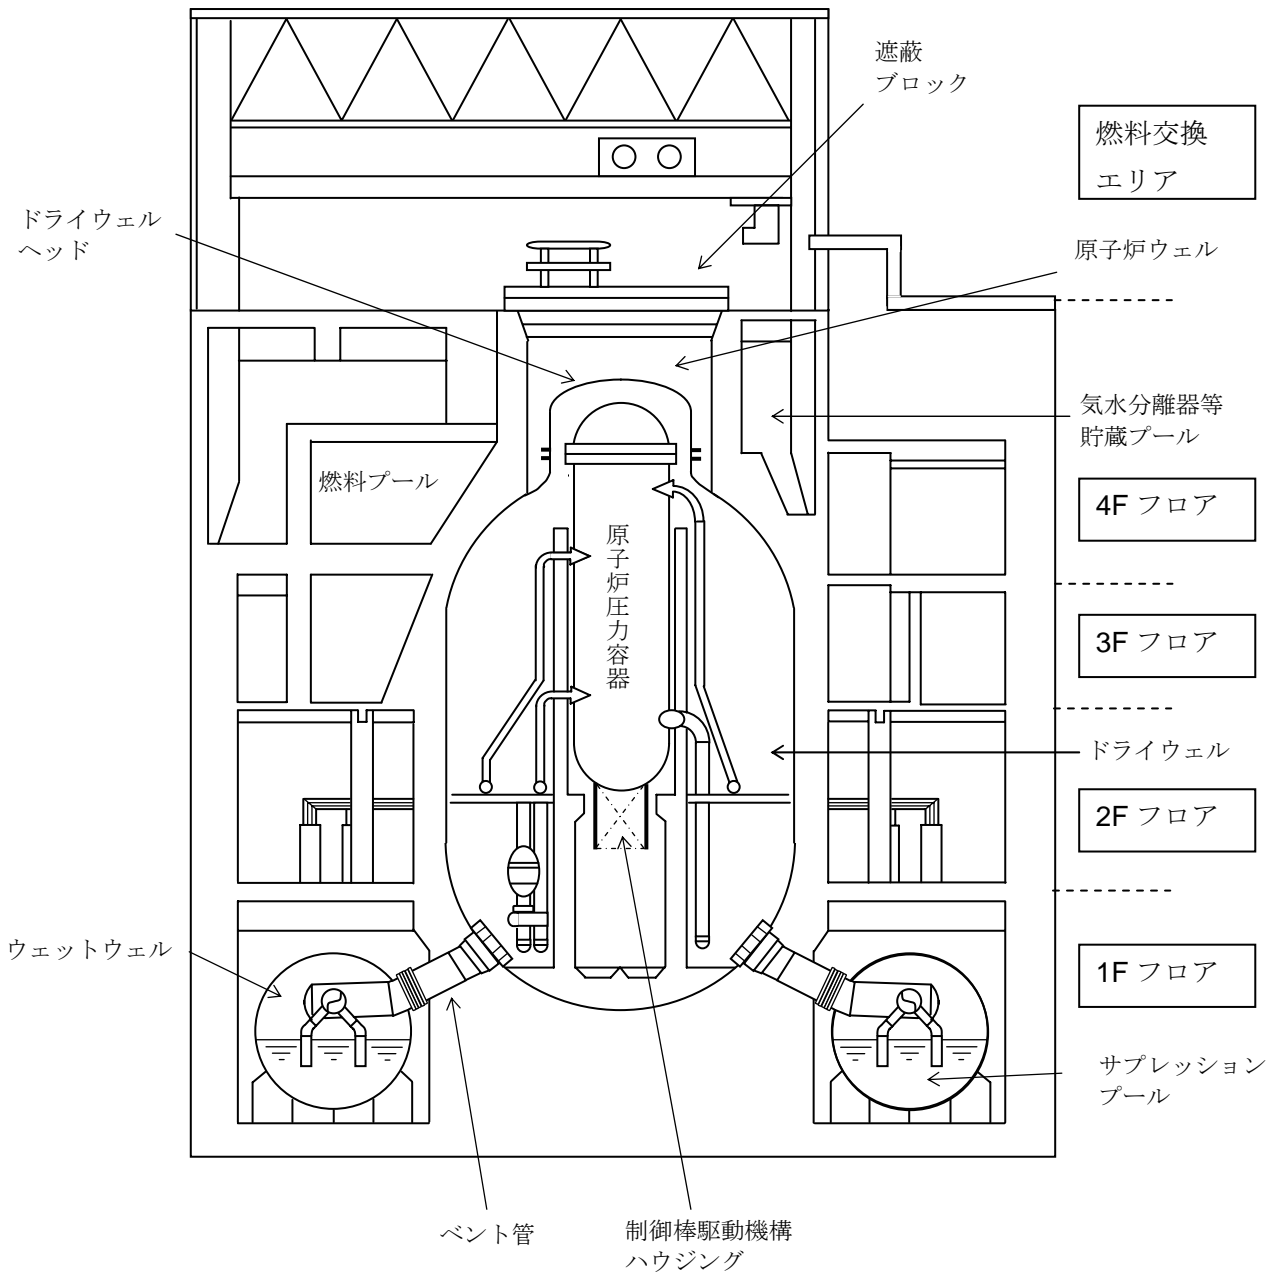 遮蔽
ブロック
燃料交換
エリア
ドライウェル
ヘッド
原子炉ウェル
気水分離器等
貯蔵プール
燃料プール
4F フロア
原子炉圧力容器
3F フロア
ドライウェル
2F フロア
ウェットウェル
1F フロア
サプレッション
プール
ベント管
制御棒駆動機構
ハウジング